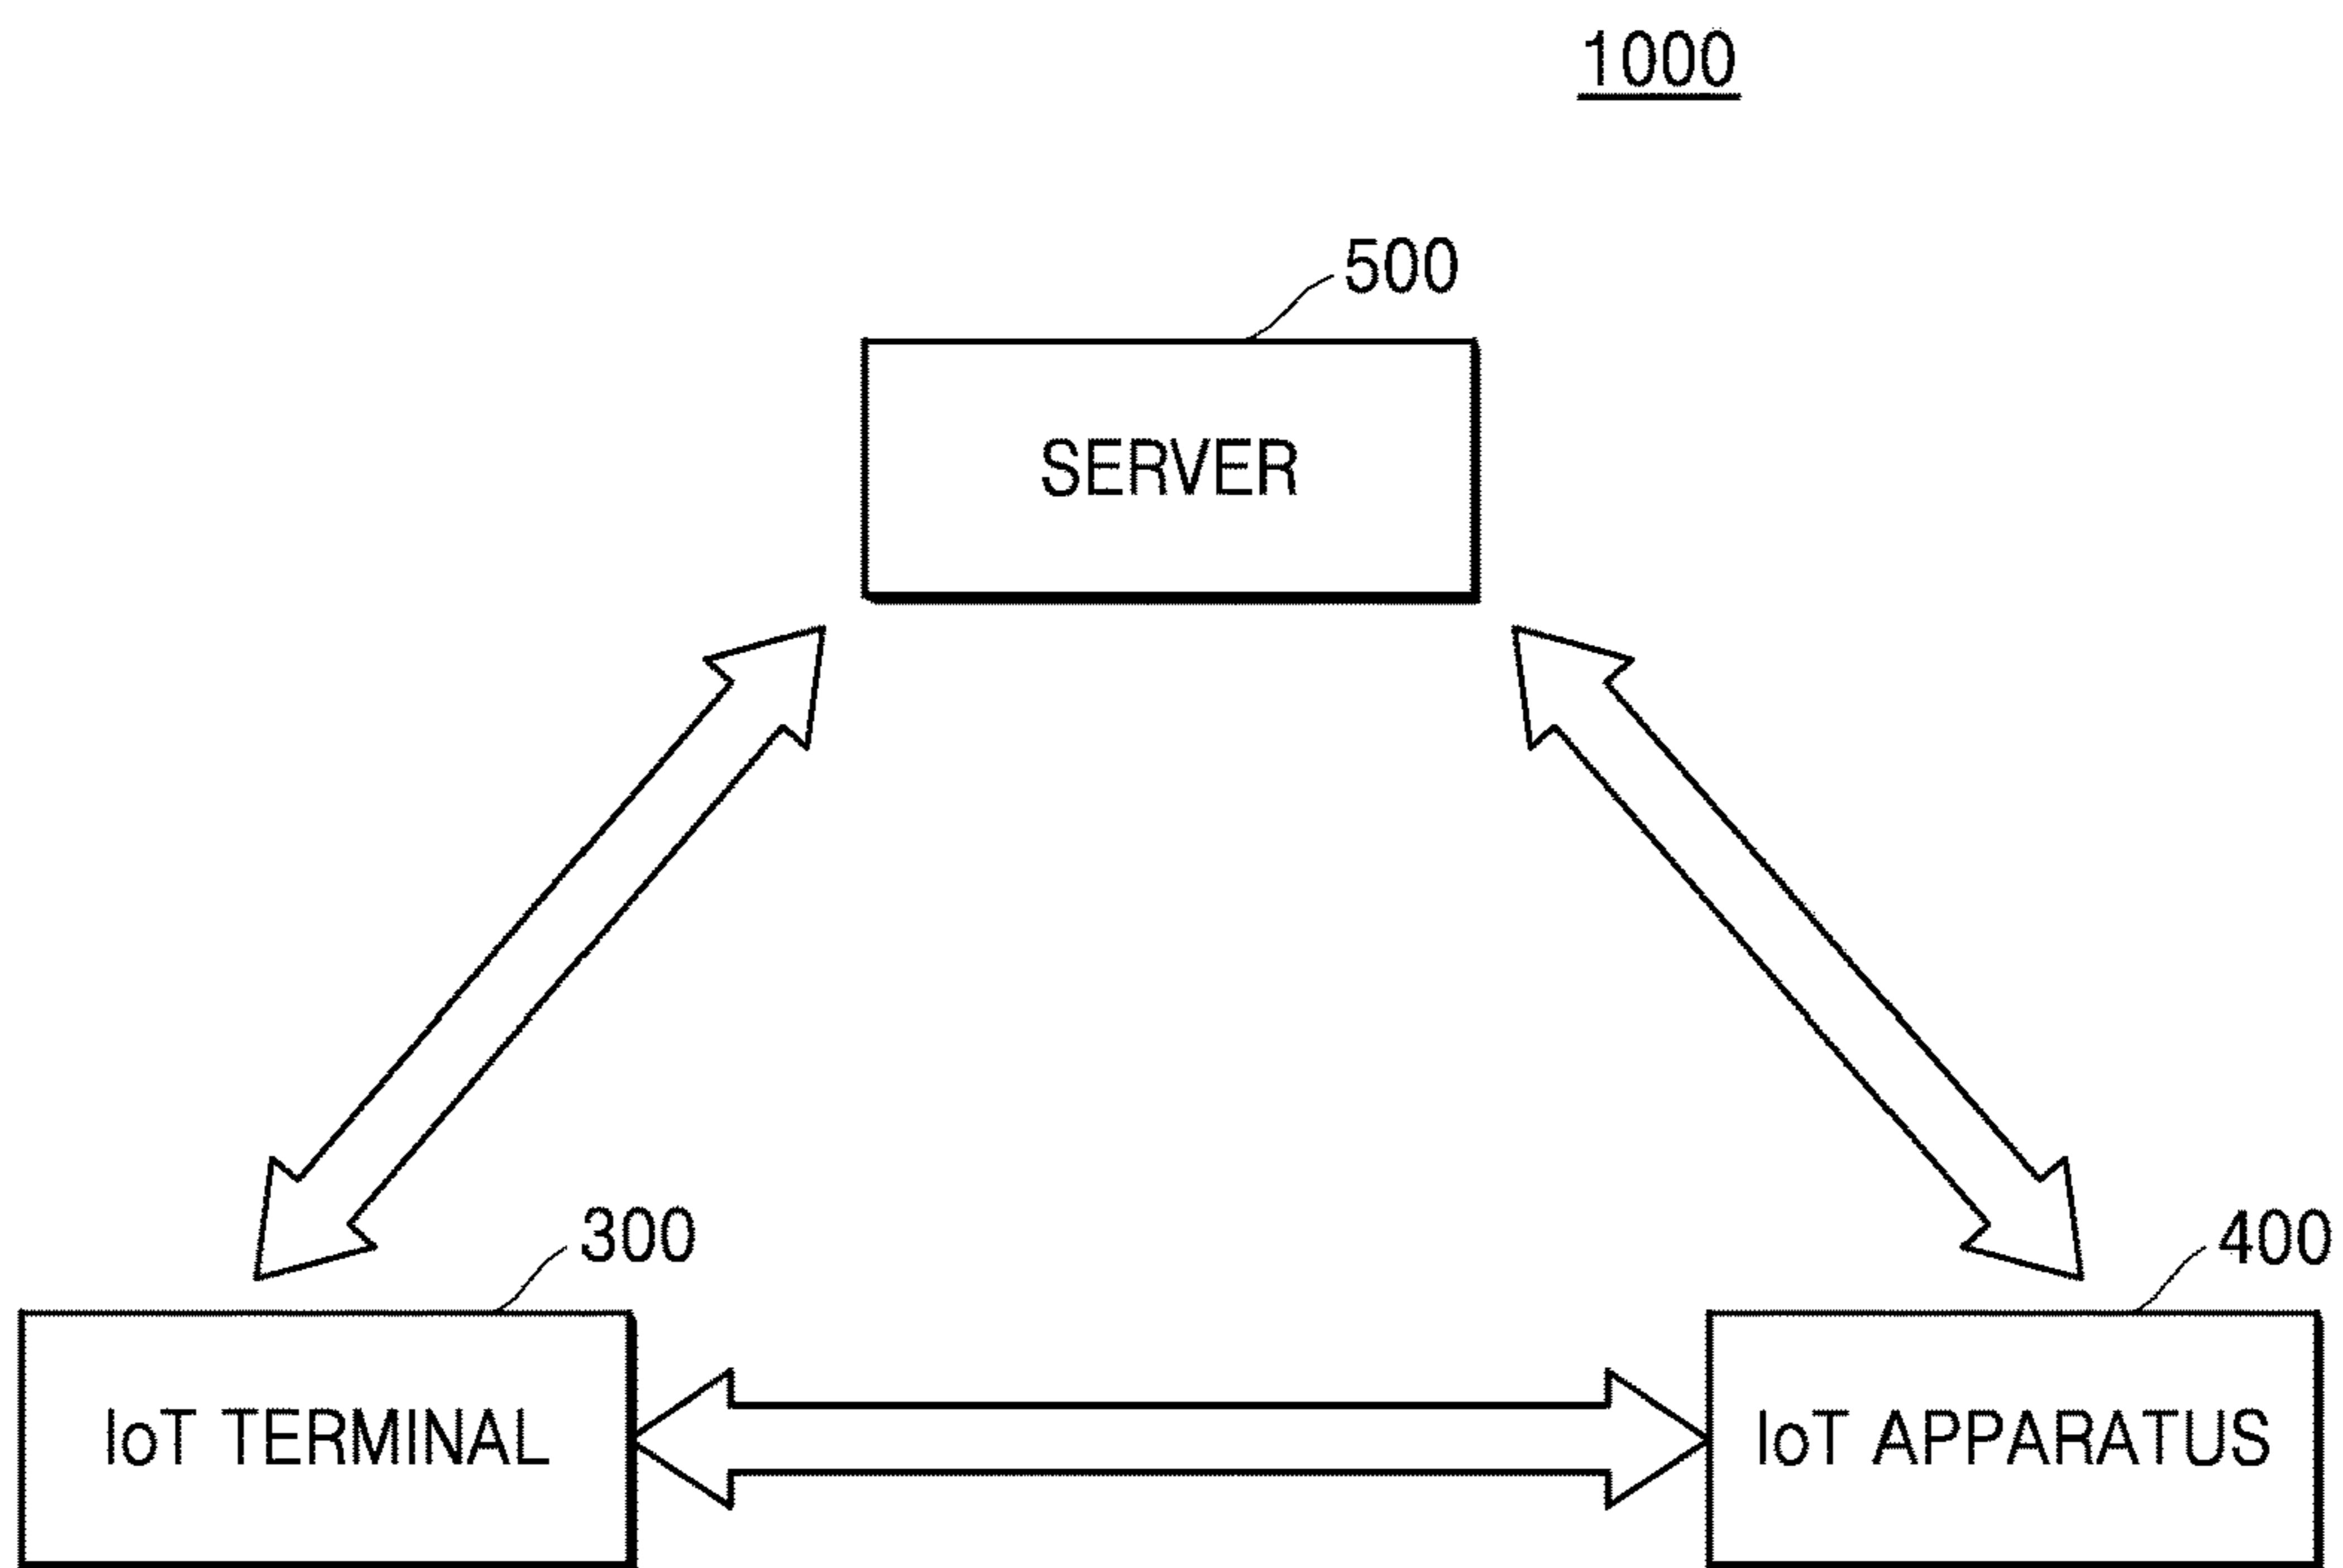 1000
500
SERVER
300
400
IoT TERMINAL
IoT APPARATUS